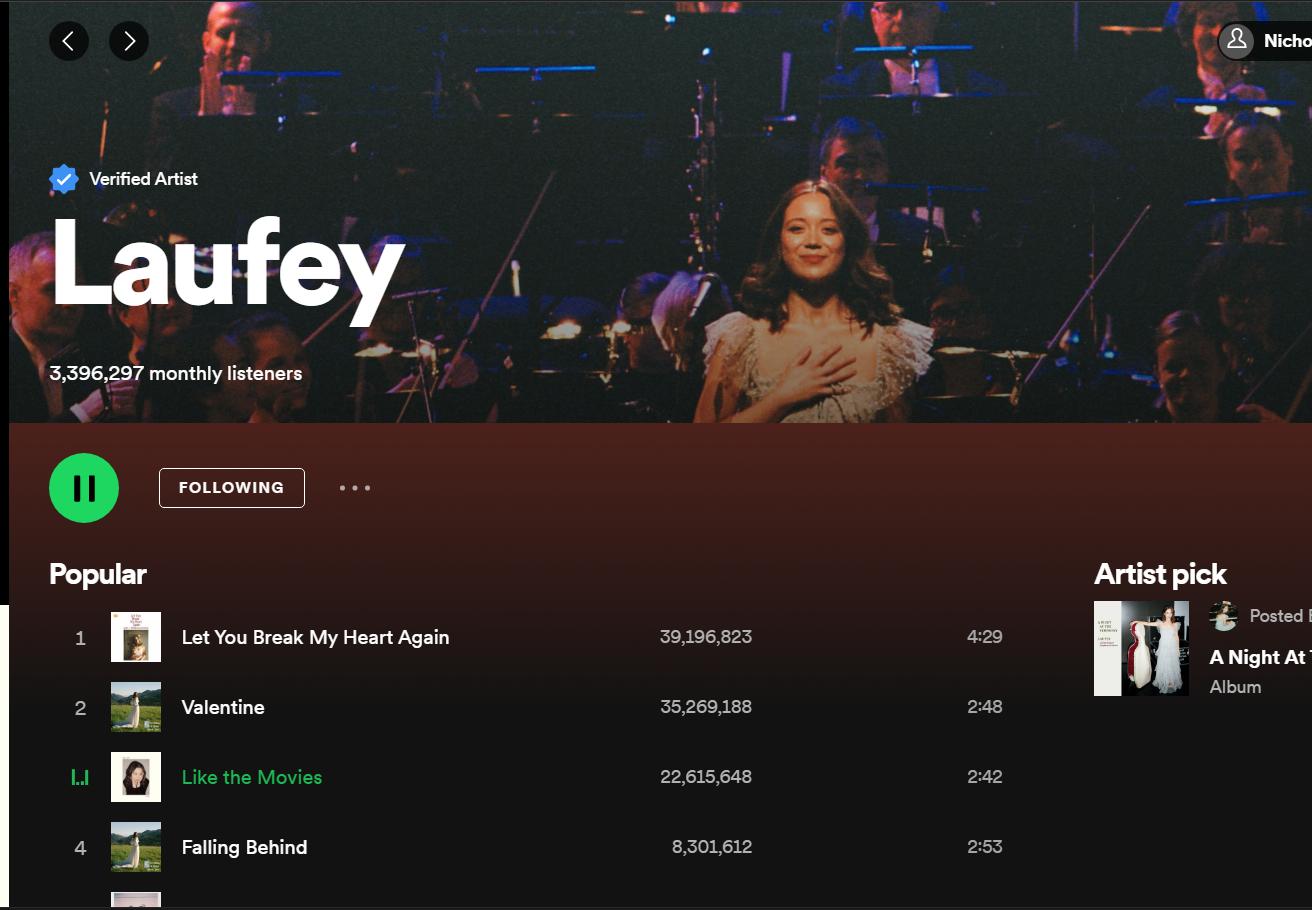 Nicho
Verified Artist
Laufey
3,396,297 monthly listeners
FOLLOWING
Popular
Artist pick
1 Let You Break My Heart Again 39,196,823 4:29
Posted
A Night At
Album
2 Valentine 35,269,188 2:48
Like the Movies 22,615,648 2:42
4 Falling Behind 8,301,612 2:53